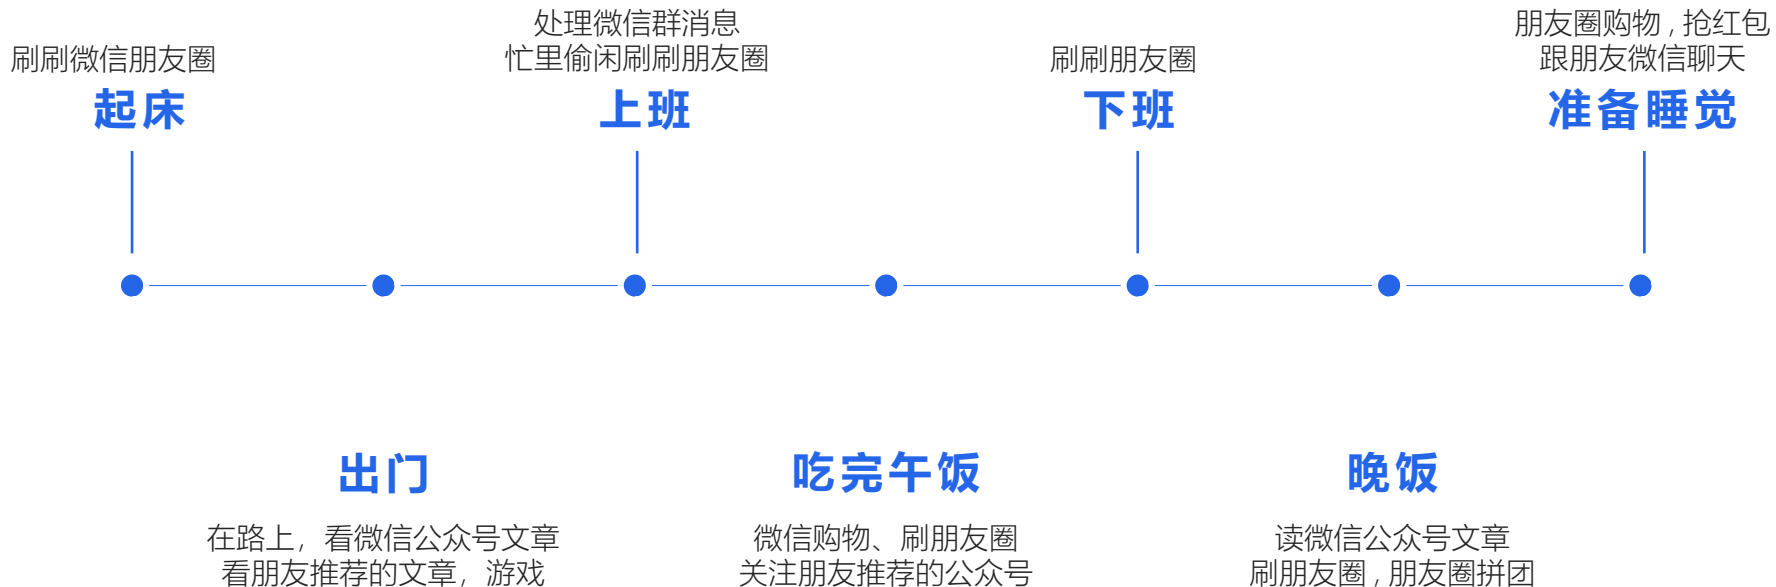 刷刷微信朋友圈
起床
处理微信群消息
忙里偷闲刷刷朋友圈
上班
刷刷朋友圈
下班
朋友圈购物，抢红包
跟朋友微信聊天
准备睡觉
出门
在路上，看微信公众号文章
看朋友推荐的文章，游戏
吃完午饭
微信购物、刷朋友圈
关注朋友推荐的公众号
晚饭
读微信公众号文章
刷朋友圈，朋友圈拼团